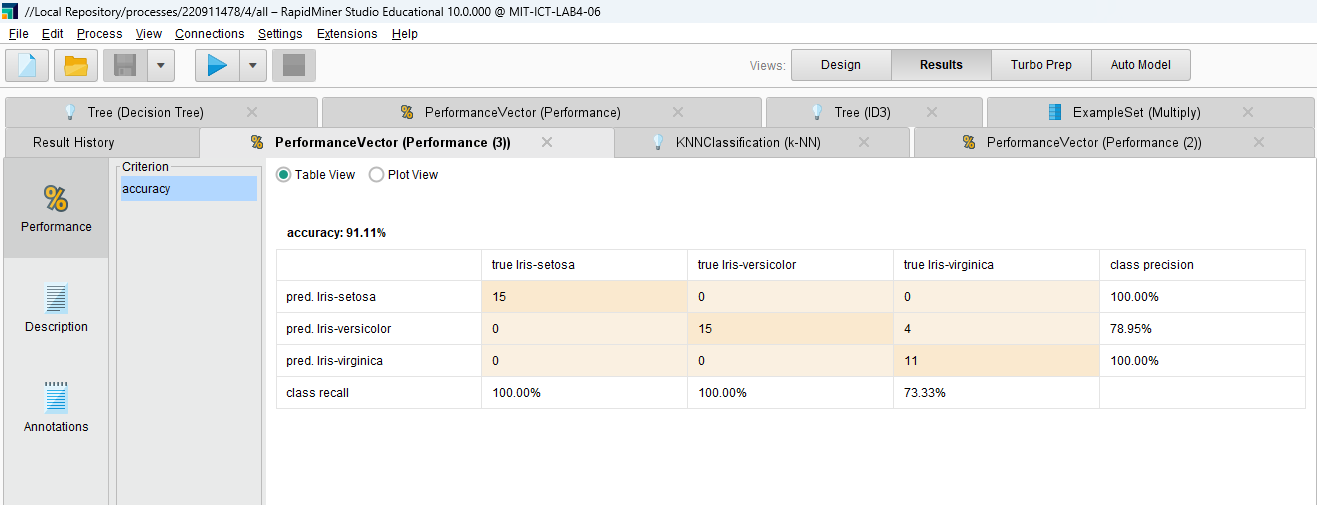 //Local Repository/processes/220911478/4/all – RapidMiner Studio Educational 10.0.000 @ MIT-ICT-LAB4-06
File Edit Process View Connections Settings Extensions Help
Views: Design Results Turbo Prep Auto Model
Tree (Decision Tree) PerformanceVector (Performance) Tree (ID3) ExampleSet (Multiply)
Result History PerformanceVector (Performance (3)) KNNClassification (k-NN) PerformanceVector (Performance (2))
Criterion
accuracy
Table View Plot View
% Performance
Description
Annotations
accuracy: 91.11%
true Iris-setosa true Iris-versicolor true Iris-virginica class precision
pred. Iris-setosa 15 0 0 100.00%
pred. Iris-versicolor 0 15 4 78.95%
pred. Iris-virginica 0 0 11 100.00%
class recall 100.00% 100.00% 73.33%